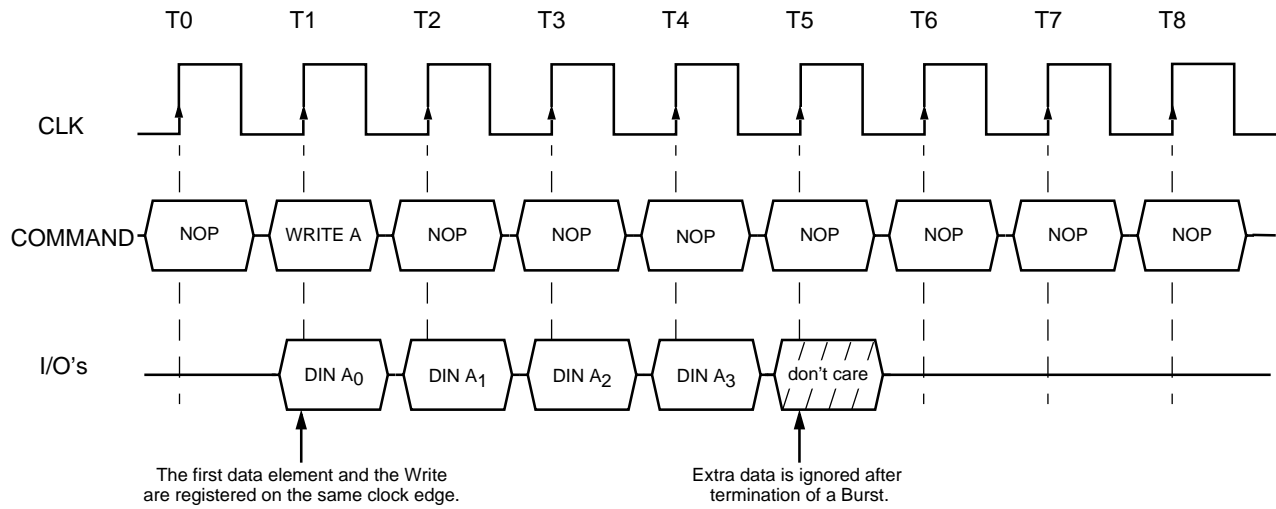 T0 T1 T2 T3 T4 T5 T6 T7 T8
CLK
COMMAND NOP WRITE A NOP NOP NOP NOP NOP NOP NOP
I/O's DIN A0 DIN A1 DIN A2 DIN A3 don't care
The first data element and the Write
are registered on the same clock edge.
Extra data is ignored after
termination of a Burst.